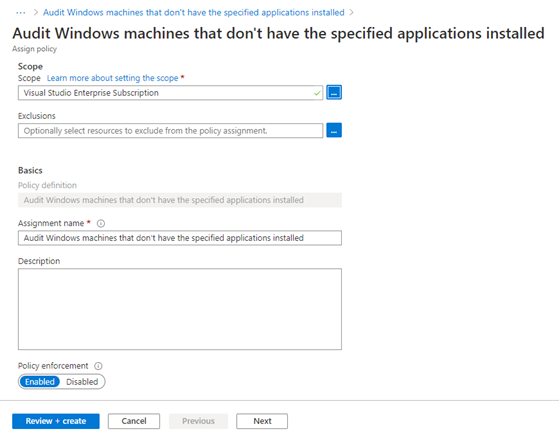 ... > Audit Windows machines that don't have the specified applications installed >
Audit Windows machines that don't have the specified applications installed
Assign policy
Scope
Scope Learn more about setting the scope *
Visual Studio Enterprise Subscription
...
Exclusions
Optionally select resources to exclude from the policy assignment.
...
Basics
Policy definition
Audit Windows machines that don't have the specified applications installed
Assignment name *
Audit Windows machines that don't have the specified applications installed
Description
Policy enforcement
Enabled Disabled
Review + create Cancel Previous Next